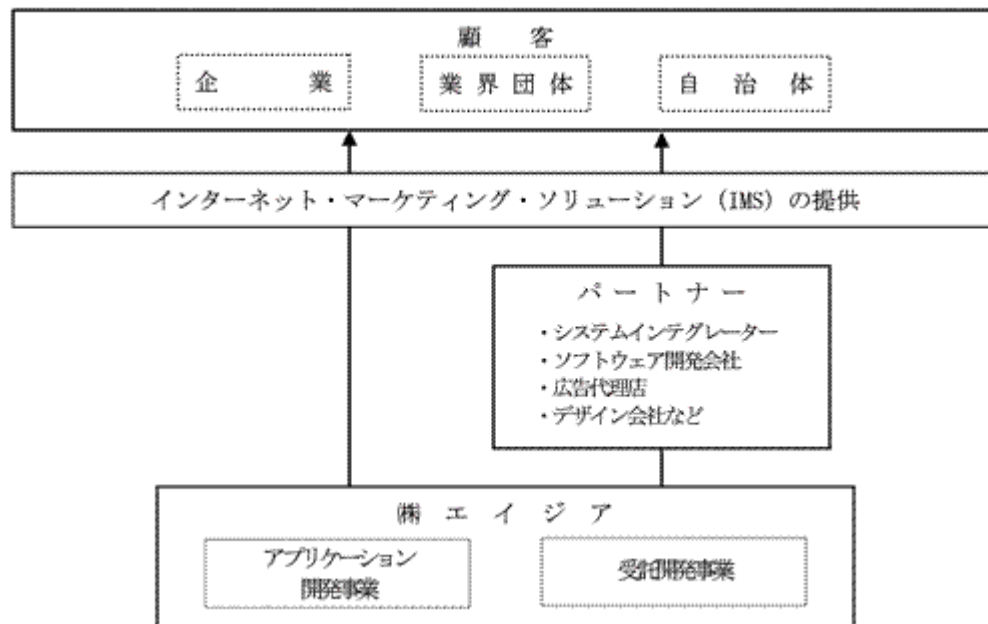 顧客
企業 業界団体 自治体
インターネット・マーケティング・ソリューション（IMS）の提供
パートナー
・システムインテグレーター
・ソフトウェア開発会社
・広告代理店
・デザイン会社など
㈱エイジア
アプリケーション
開発事業
受託開発事業